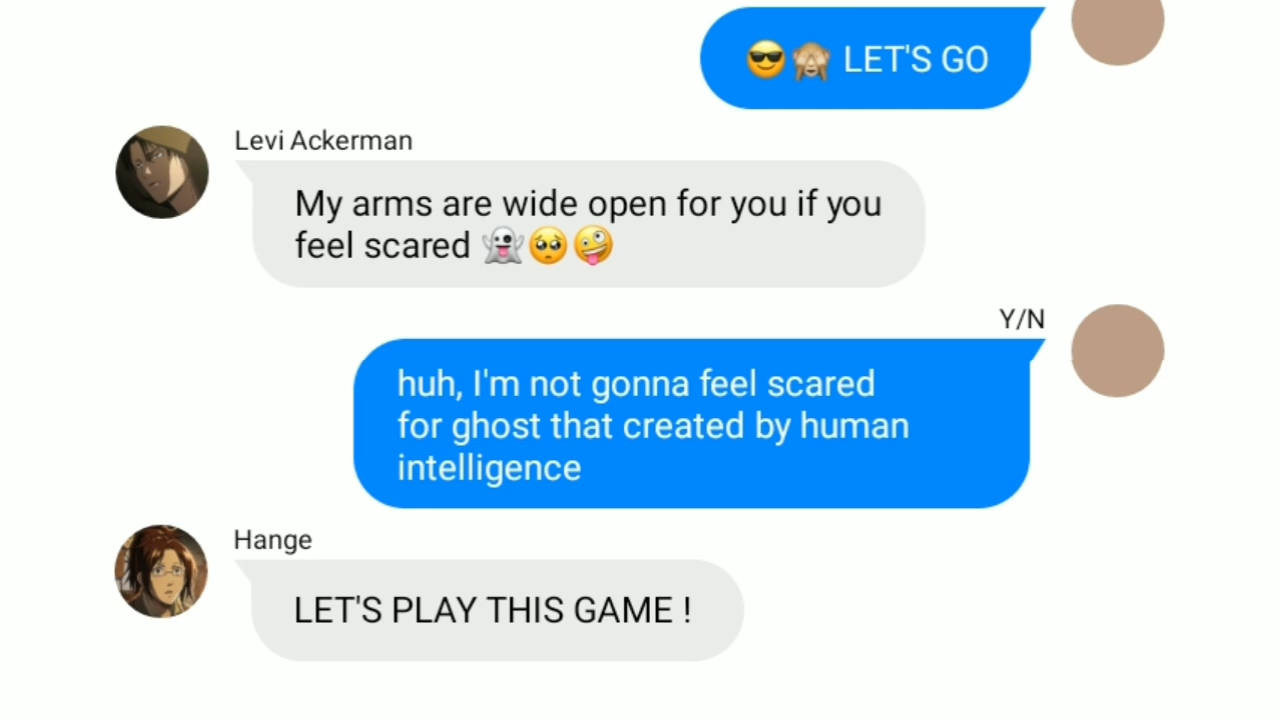 😎🙈 LET'S GO
Levi Ackerman
My arms are wide open for you if you
feel scared 👻🥺🤪
Y/N
huh, I'm not gonna feel scared
for ghost that created by human
intelligence
Hange
LET'S PLAY THIS GAME !